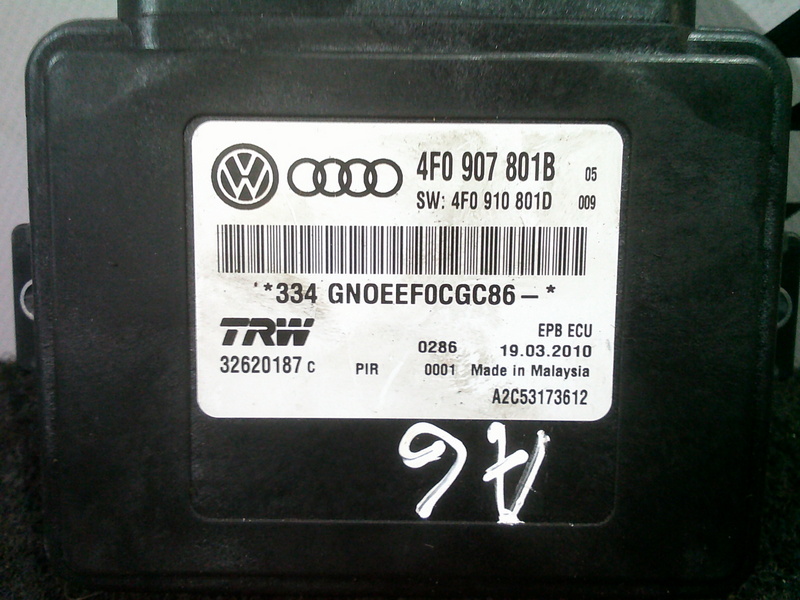 4F0 907 801B 05
SW: 4F0 910 801D 009
*334 GNOEEF0CGC86-*
TRW
EPB ECU
0286 19.03.2010
32620187 C PIR 0001 Made in Malaysia
A2C53173612
A6